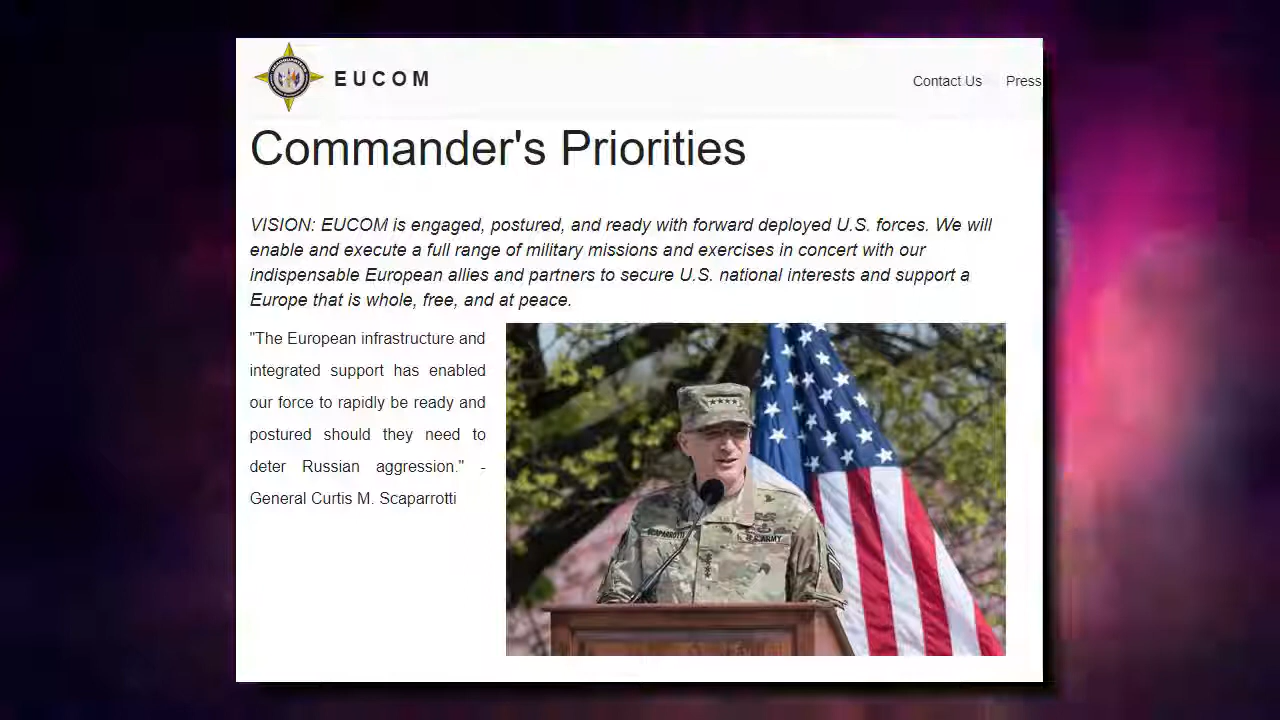 EUCOM
Contact Us Press
Commander's Priorities
VISION: EUCOM is engaged, postured, and ready with forward deployed U.S. forces. We will
enable and execute a full range of military missions and exercises in concert with our
indispensable European allies and partners to secure U.S. national interests and support a
Europe that is whole, free, and at peace.
"The European infrastructure and
integrated support has enabled
our force to rapidly be ready and
postured should they need to
deter Russian aggression." -
General Curtis M. Scaparrotti
SCAPARROTTI
U.S. ARMY